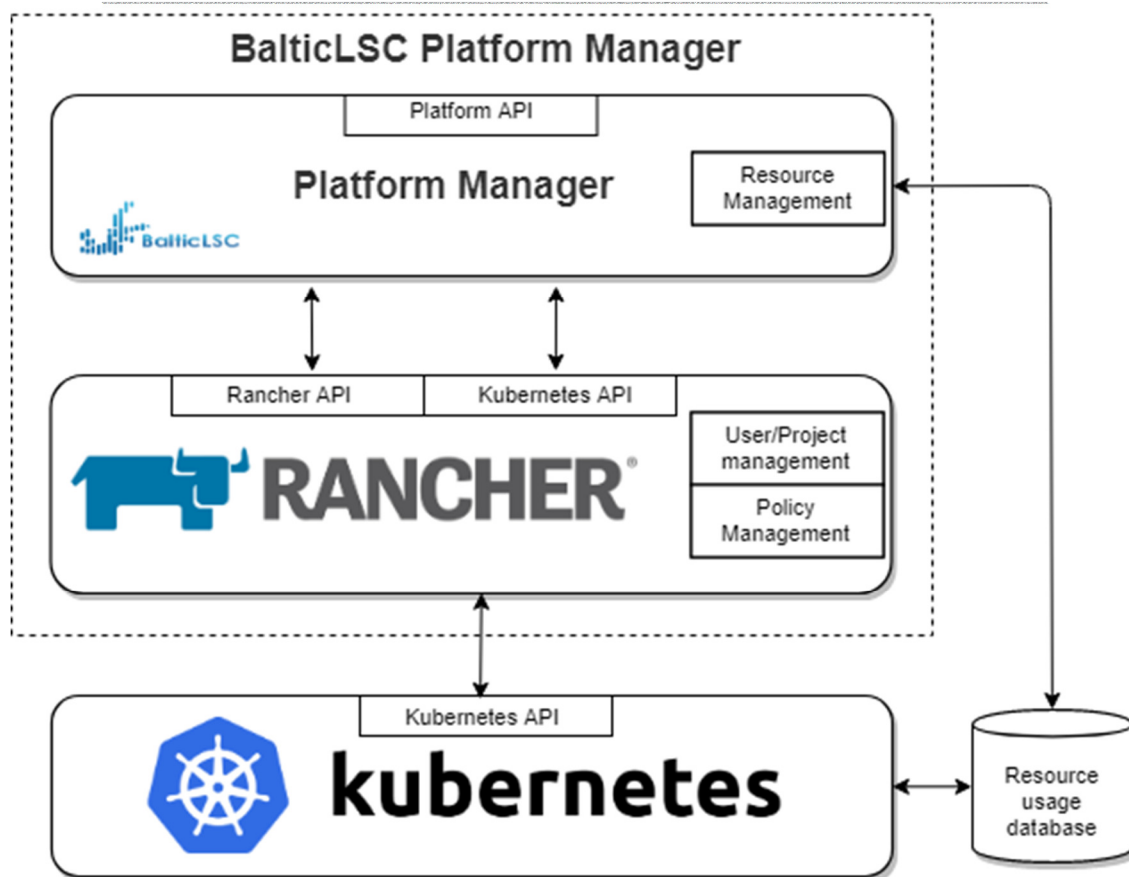 BalticLSC Platform Manager
Platform API
Platform Manager
Resource
Management
BalticLSC
Rancher API
Kubernetes API
User/Project
management
RANCHER®
Policy
Management
Kubernetes API
kubernetes
Resource
usage
database